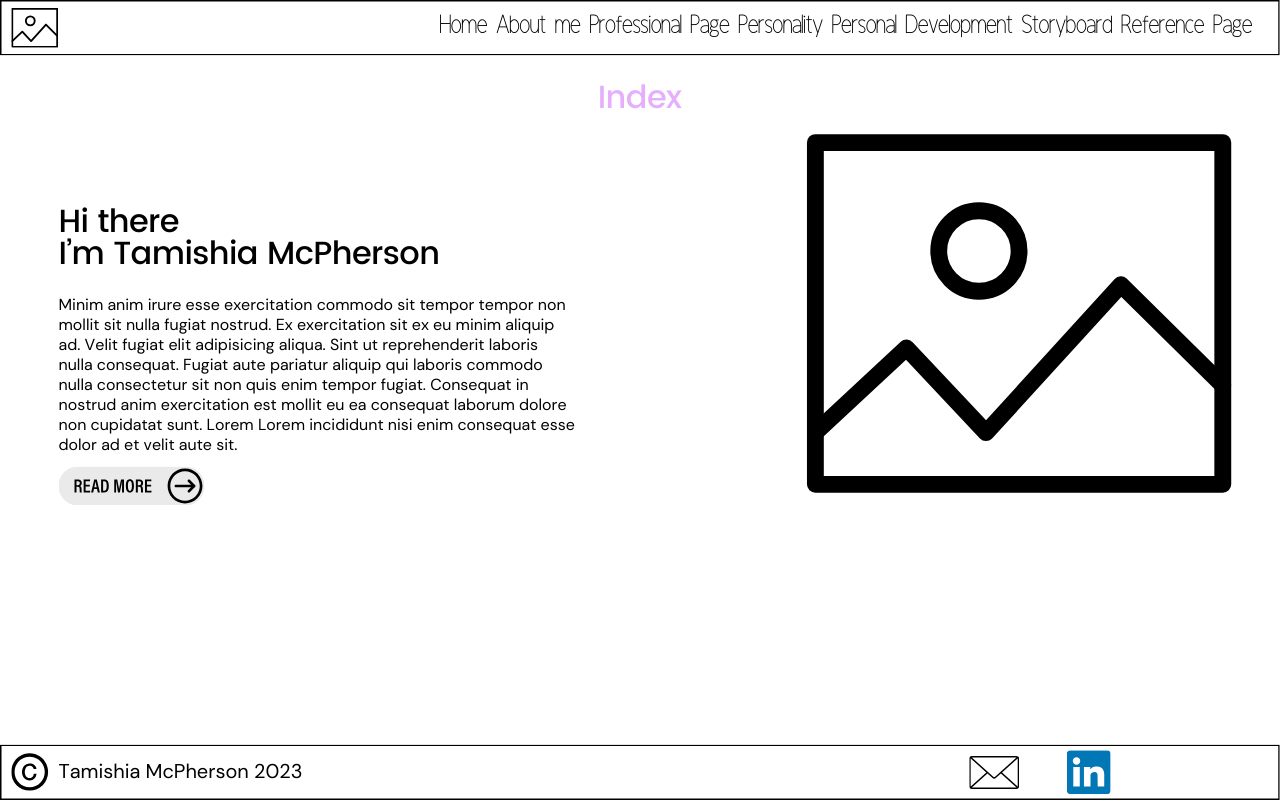 Home About me Professional Page Personality Personal Development Storyboard Reference Page
Index
Hi there
I'm Tamishia McPherson
Minim anim irure esse exercitation commodo sit tempor tempor non
mollit sit nulla fugiat nostrud. Ex exercitation sit ex eu minim aliquip
ad. Velit fugiat elit adipisicing aliqua. Sint ut reprehenderit laboris
nulla consequat. Fugiat aute pariatur aliquip qui laboris commodo
nulla consectetur sit non quis enim tempor fugiat. Consequat in
nostrud anim exercitation est mollit eu ea consequat laborum dolore
non cupidatat sunt. Lorem Lorem incididunt nisi enim consequat esse
dolor ad et velit aute sit.
READ MORE
© Tamishia McPherson 2023
in